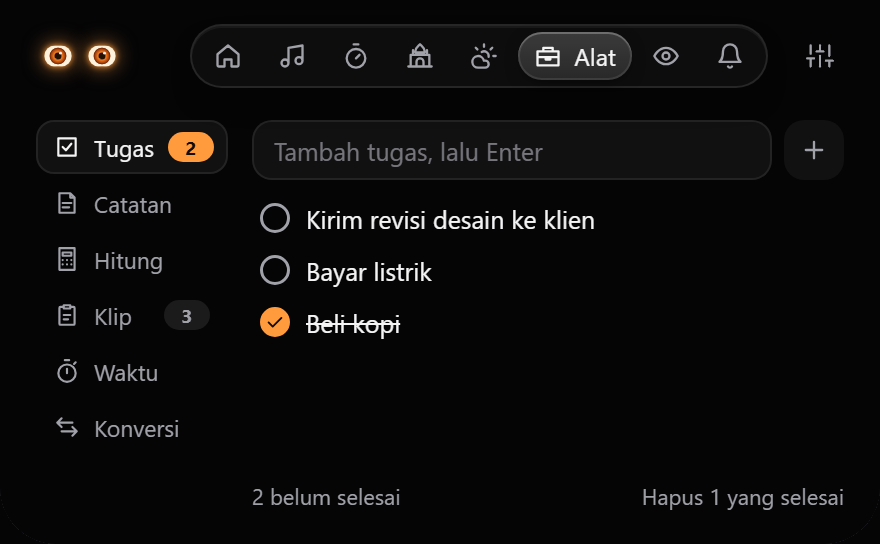 Alat
Tugas 2
Catatan
Hitung
Klip 3
Waktu
Konversi
Tambah tugas, lalu Enter
Kirim revisi desain ke klien
Bayar listrik
Beli kopi
2 belum selesai
Hapus 1 yang selesai